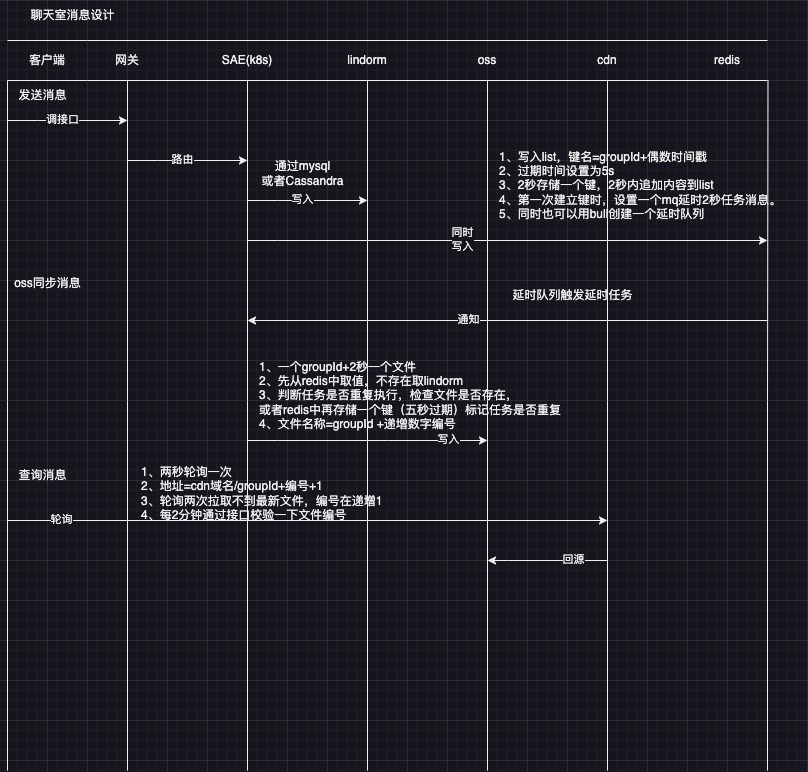 聊天室消息设计
客户端 网关 SAE(k8s) lindorm oss cdn redis
发送消息
调接口
路由
通过mysql
或者Cassandra
写入
1、写入list，键名=groupId+偶数时间戳
2、过期时间设置为5s
3、2秒存储一个键，2秒内追加内容到list
4、第一次建立键时，设置一个mq延时2秒任务消息。
5、同时也可以用bull创建一个延时队列
同时
写入
oss同步消息
延时队列触发延时任务
通知
1、一个groupId+2秒一个文件
2、先从redis中取值，不存在取lindorm
3、判断任务是否重复执行，检查文件是否存在，
或者redis中再存储一个键（五秒过期）标记任务是否重复
4、文件名称=groupId +递增数字编号
写入
查询消息
1、两秒轮询一次
2、地址=cdn域名/groupId+编号+1
3、轮询两次拉取不到最新文件，编号在递增1
4、每2分钟通过接口校验一下文件编号
轮询
回源